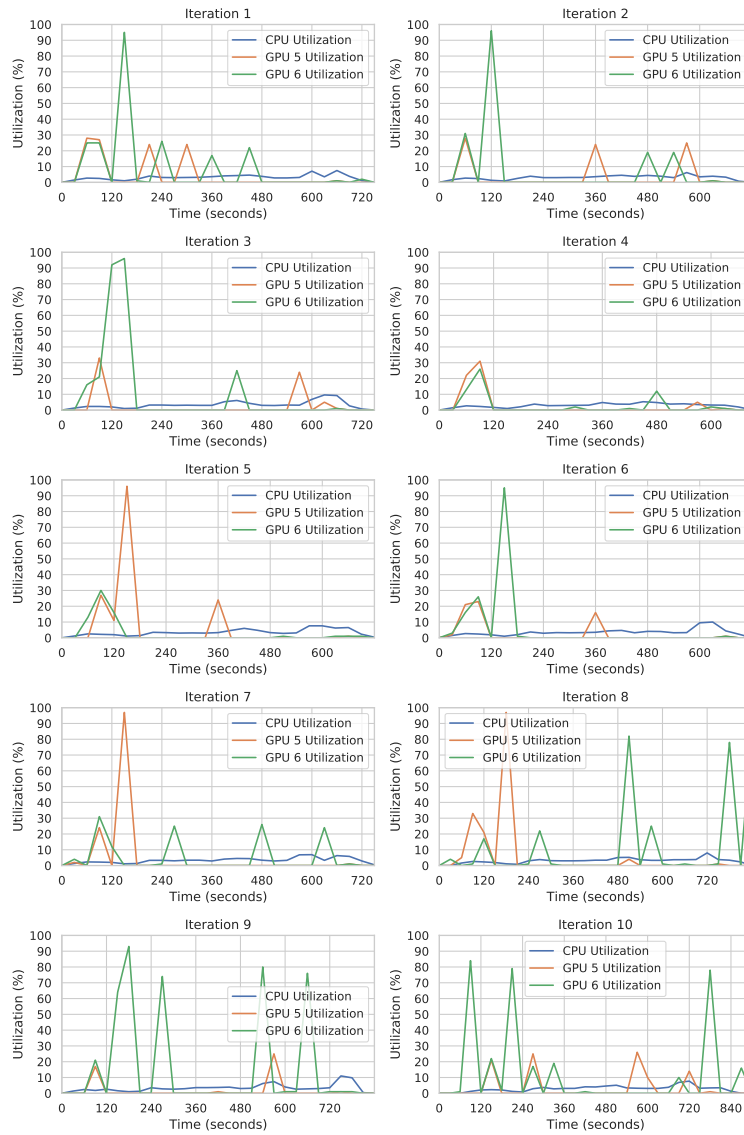 Iteration 1
Utilization (%)
100
90
80
70
60
50
40
30
20
10
0
CPU Utilization
GPU 5 Utilization
GPU 6 Utilization
0 120 240 360 480 600 720
Time (seconds)
Iteration 2
Utilization (%)
100
90
80
70
60
50
40
30
20
10
0
CPU Utilization
GPU 5 Utilization
GPU 6 Utilization
0 120 240 360 480 600
Time (seconds)
Iteration 3
Utilization (%)
100
90
80
70
60
50
40
30
20
10
0
CPU Utilization
GPU 5 Utilization
GPU 6 Utilization
0 120 240 360 480 600 720
Time (seconds)
Iteration 4
Utilization (%)
100
90
80
70
60
50
40
30
20
10
0
CPU Utilization
GPU 5 Utilization
GPU 6 Utilization
0 120 240 360 480 600
Time (seconds)
Iteration 5
Utilization (%)
100
90
80
70
60
50
40
30
20
10
0
CPU Utilization
GPU 5 Utilization
GPU 6 Utilization
0 120 240 360 480 600
Time (seconds)
Iteration 6
Utilization (%)
100
90
80
70
60
50
40
30
20
10
0
CPU Utilization
GPU 5 Utilization
GPU 6 Utilization
0 120 240 360 480 600
Time (seconds)
Iteration 7
Utilization (%)
100
90
80
70
60
50
40
30
20
10
0
CPU Utilization
GPU 5 Utilization
GPU 6 Utilization
0 120 240 360 480 600 720
Time (seconds)
Iteration 8
Utilization (%)
100
90
80
70
60
50
40
30
20
10
0
CPU Utilization
GPU 5 Utilization
GPU 6 Utilization
0 120 240 360 480 600 720
Time (seconds)
Iteration 9
Utilization (%)
100
90
80
70
60
50
40
30
20
10
0
CPU Utilization
GPU 5 Utilization
GPU 6 Utilization
0 120 240 360 480 600 720
Time (seconds)
Iteration 10
Utilization (%)
100
90
80
70
60
50
40
30
20
10
0
CPU Utilization
GPU 5 Utilization
GPU 6 Utilization
0 120 240 360 480 600 720 840
Time (seconds)